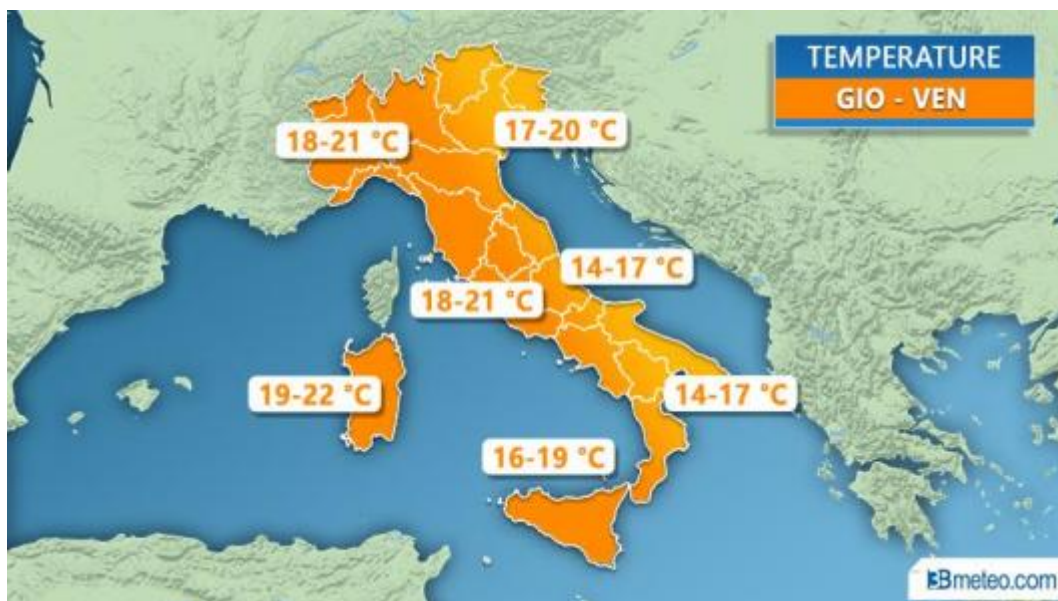 TEMPERATURE
GIO - VEN
18-21 °C
17-20 °C
14-17 °C
18-21 °C
19-22 °C
14-17 °C
16-19 °C
3Bmeteo.com